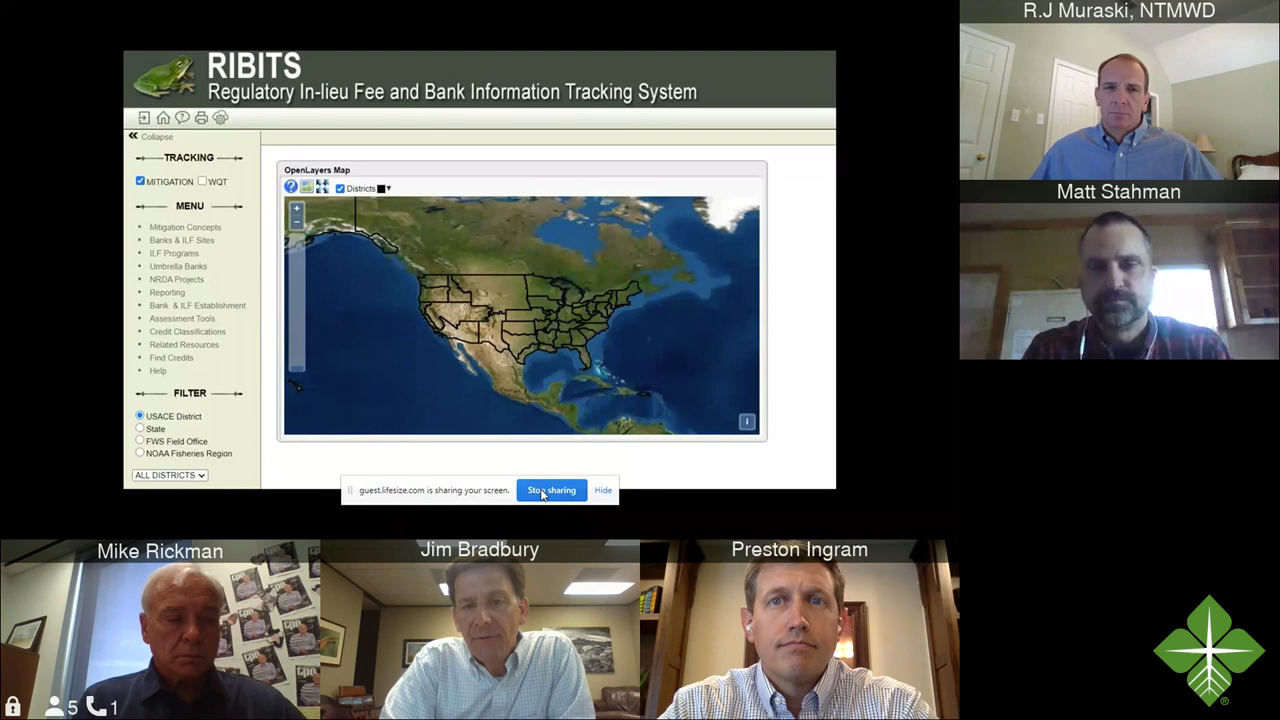 R.J Muraski, NTMWD
RIBITS
Regulatory In-lieu Fee and Bank Information Tracking System
Collapse
TRACKING
MITIGATION WQT
MENU
Mitigation Concepts
Banks & ILF Sites
ILF Programs
Umbrella Banks
NRDA Projects
Reporting
Bank & ILF Establishment
Assessment Tools
Credit Classifications
Related Resources
Find Credits
Help
FILTER
USACE District
State
FWS Field Office
NOAA Fisheries Region
ALL DISTRICTS
OpenLayers Map
Districts
Matt Stahman
guest.lifesize.com is sharing your screen.
Stop sharing
Hide
Mike Rickman
Jim Bradbury
Preston Ingram
5 1